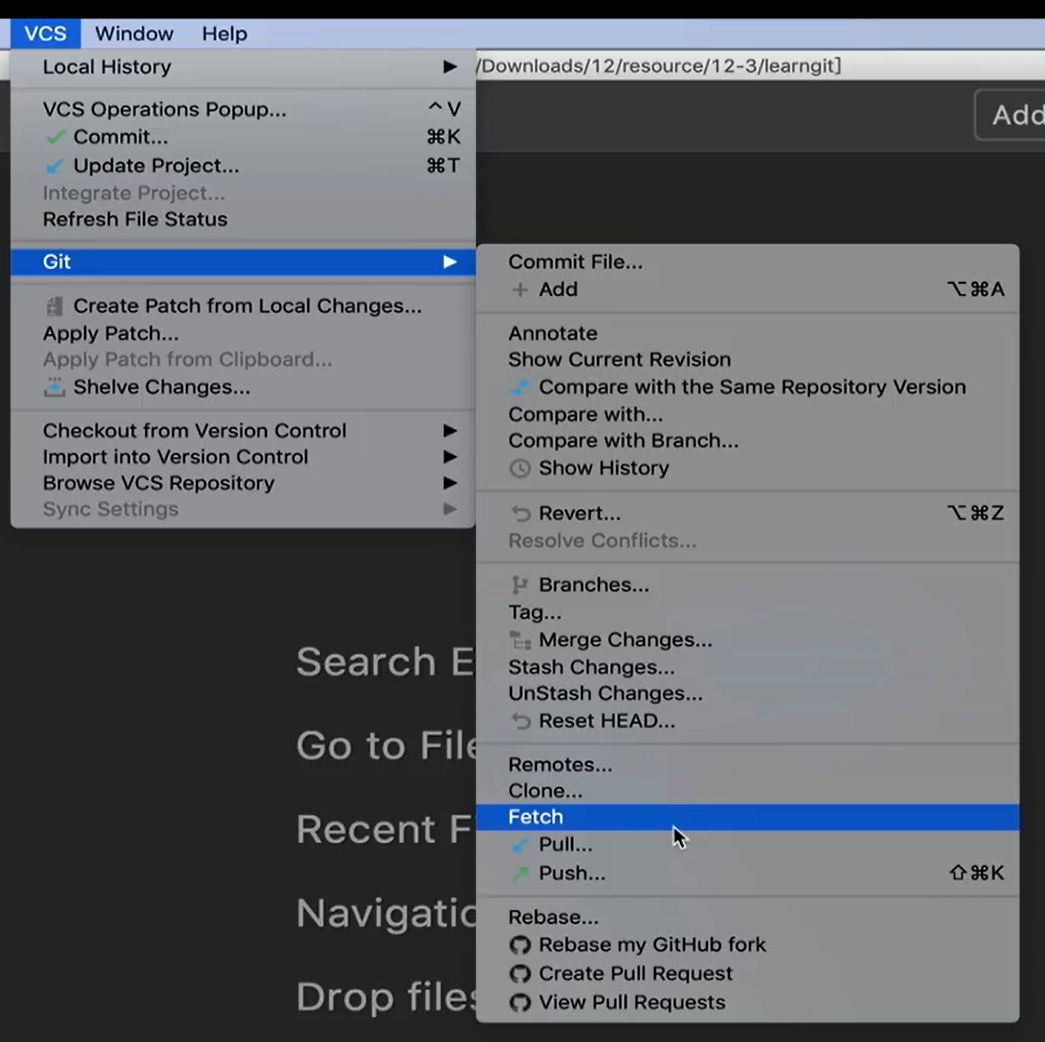 VCS Window Help
/Downloads/12/resource/12-3/learngit]
Add
Local History
VCS Operations Popup... ^V
Commit... ⌘K
Update Project... ⌘T
Integrate Project...
Refresh File Status
Git
Create Patch from Local Changes...
Apply Patch...
Apply Patch from Clipboard...
Shelve Changes...
Checkout from Version Control
Import into Version Control
Browse VCS Repository
Sync Settings
Commit File...
Add ⌥⌘A
Annotate
Show Current Revision
Compare with the Same Repository Version
Compare with...
Compare with Branch...
Show History
Revert... ⌥⌘Z
Resolve Conflicts...
Branches...
Tag...
Merge Changes...
Stash Changes...
UnStash Changes...
Reset HEAD...
Remotes...
Clone...
Fetch
Pull...
Push... ⇧⌘K
Rebase...
Rebase my GitHub fork
Create Pull Request
View Pull Requests
Search E
Go to File
Recent F
Navigatio
Drop files